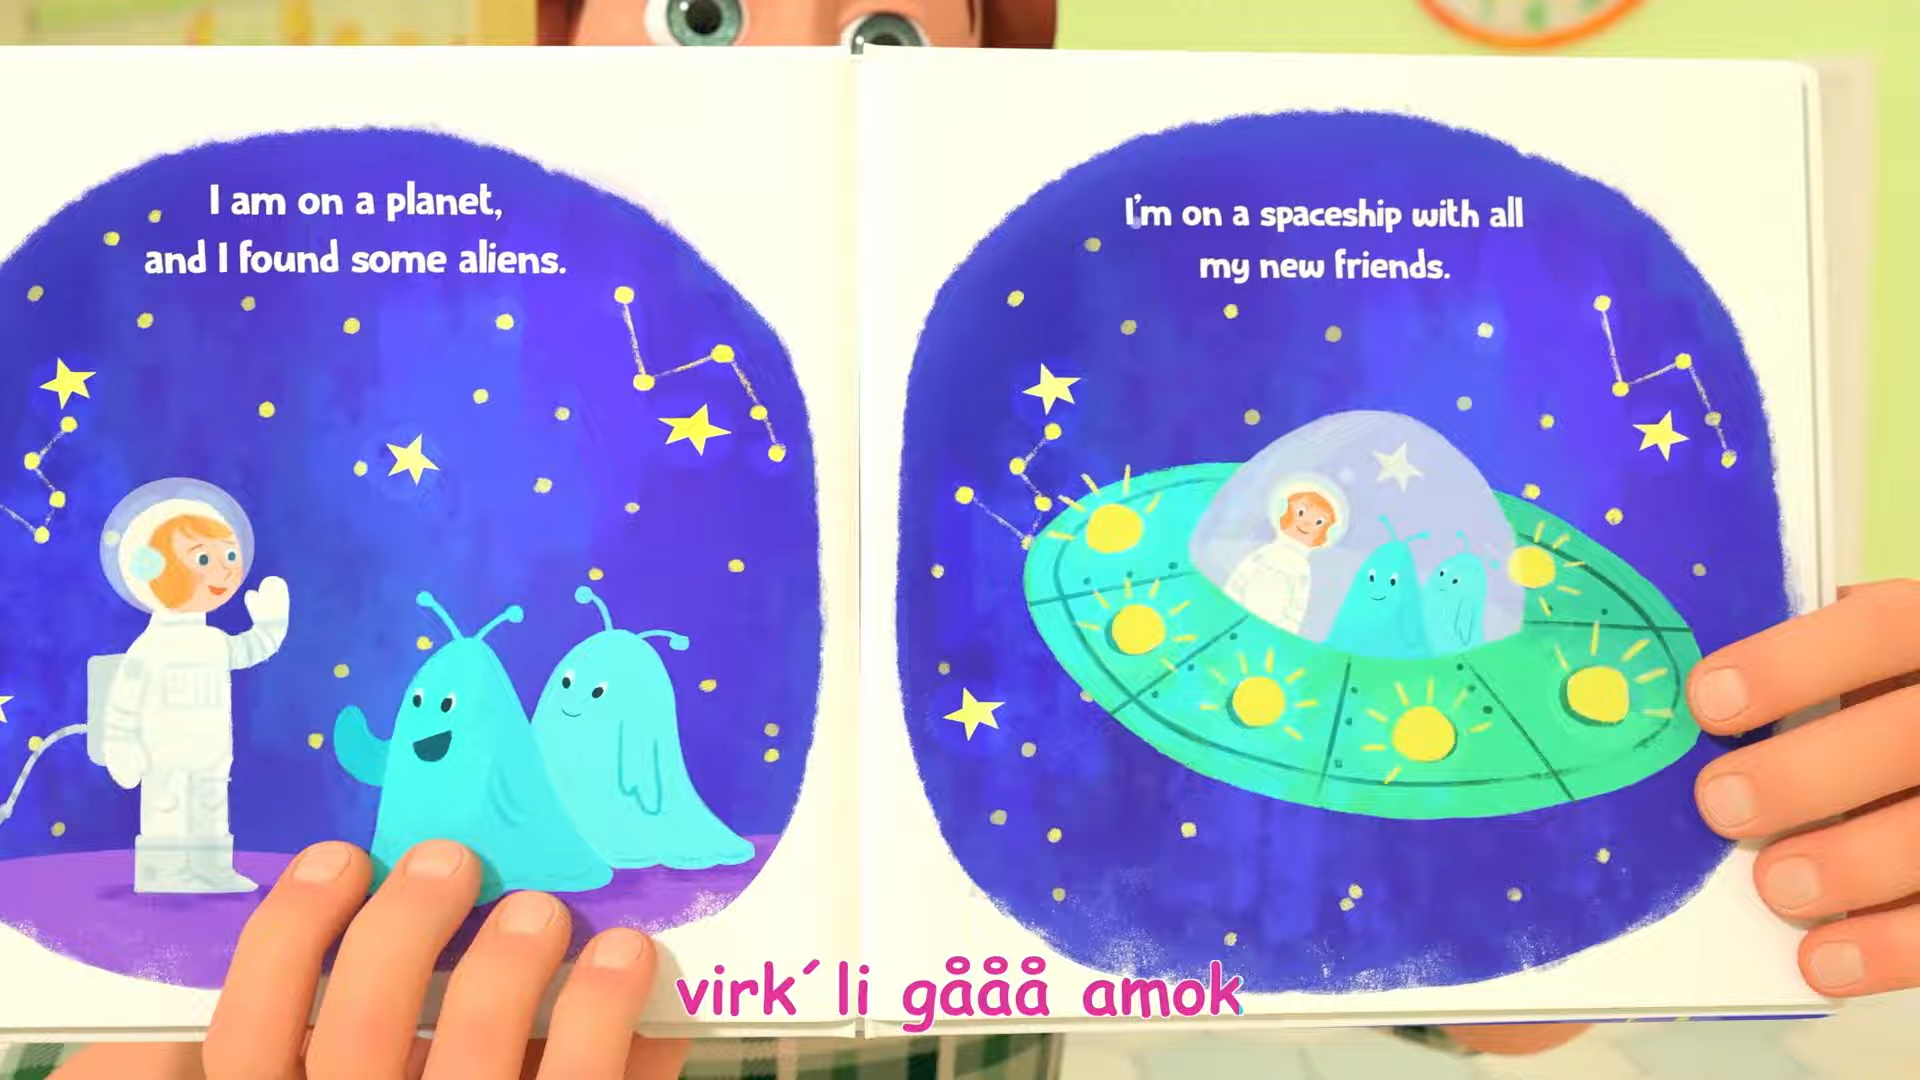 I am on a planet,
and I found some aliens.
I'm on a spaceship with all
my new friends.
virk´li gååå amok